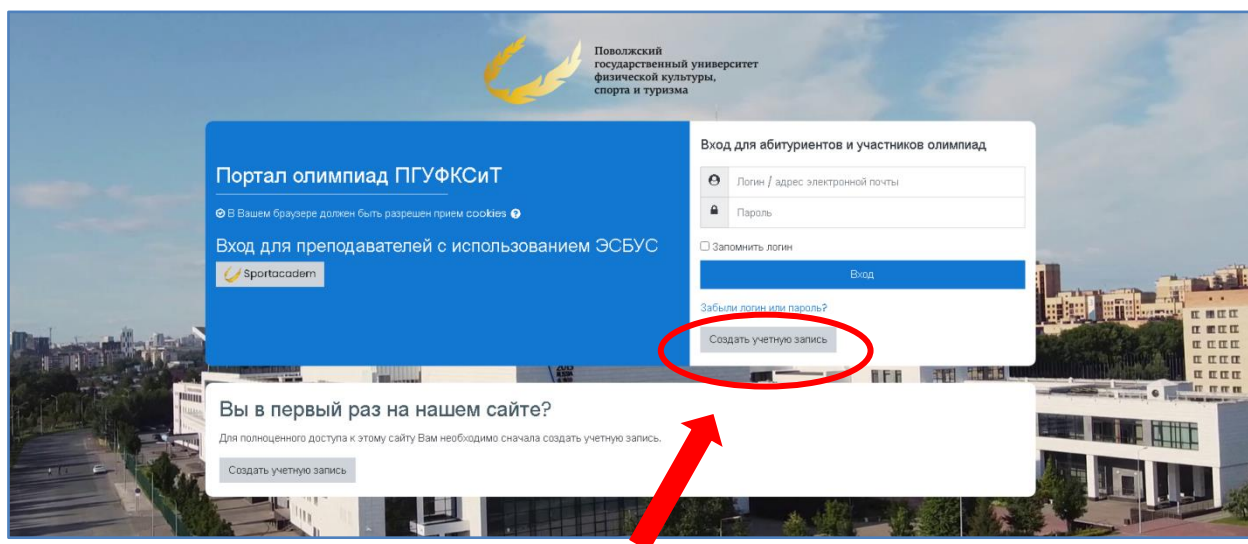 Поволжский
государственный университет
физической культуры,
спорта и туризма
Портал олимпиад ПГУФКСиТ
В Вашем браузере должен быть разрешен прием cookies
Вход для преподавателей с использованием ЭСБУС
Sportacadem
Вход для абитуриентов и участников олимпиад
Логин / адрес электронной почты
Пароль
Запомнить логин
Вход
Забыли логин или пароль?
Создать учетную запись
Вы в первый раз на нашем сайте?
Для полноценного доступа к этому сайту Вам необходимо сначала создать учетную запись.
Создать учетную запись